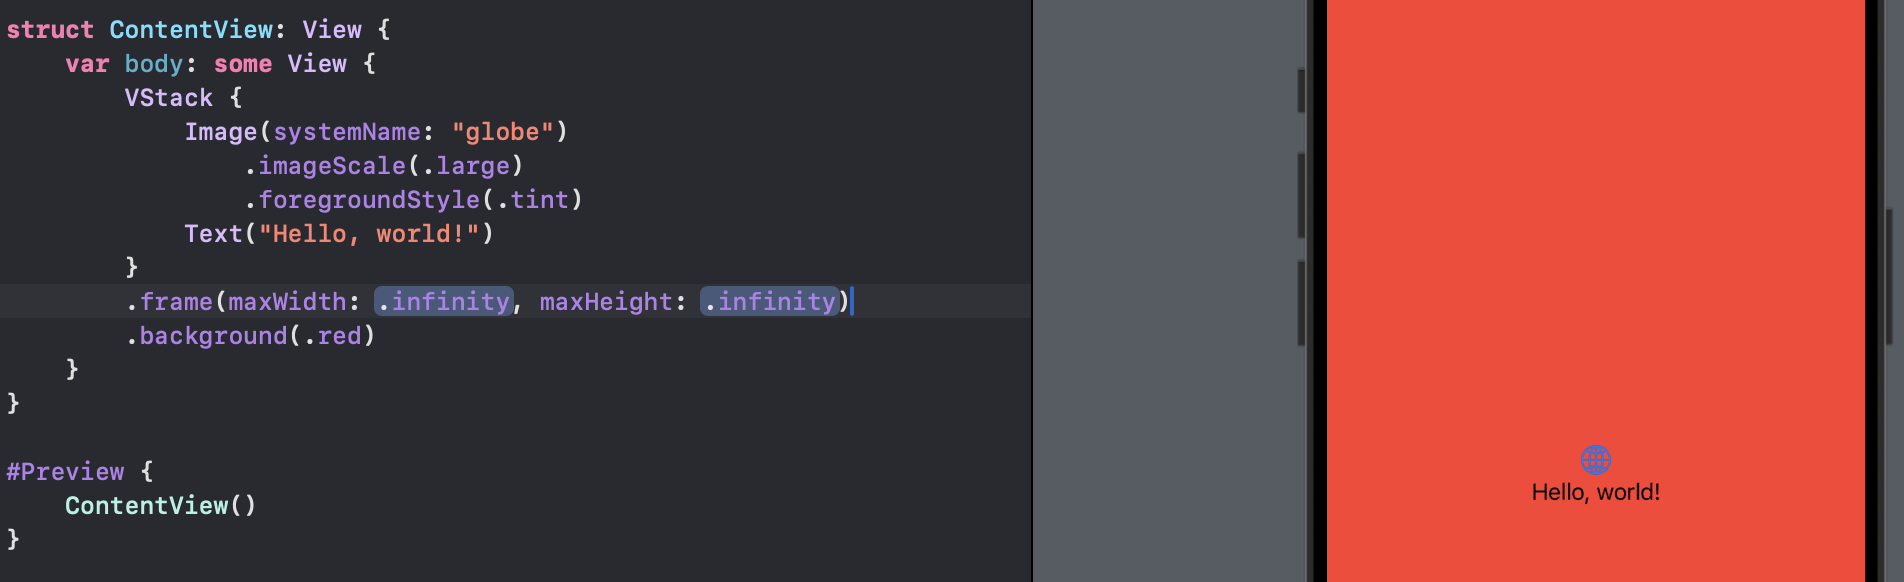 struct ContentView: View {
    var body: some View {
        VStack {
            Image(systemName: "globe")
                .imageScale(.large)
                .foregroundStyle(.tint)
            Text("Hello, world!")
        }
        .frame(maxWidth: .infinity, maxHeight: .infinity)
        .background(.red)
    }
}
#Preview {
    ContentView()
}
Hello, world!